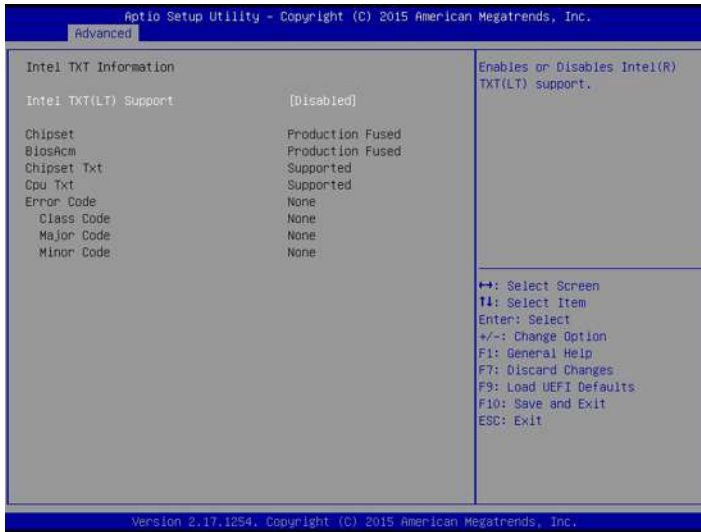 Aptio Setup Utility - Copyright (C) 2015 American Megatrends, Inc.
Advanced
Intel TXT Information
Intel TXT(LT) Support [Disabled]
Chipset Production Fused
BiosAcm Production Fused
Chipset Txt Supported
Cpu Txt Supported
Error Code None
Class Code None
Major Code None
Minor Code None
Enables or Disables Intel(R)
TXT(LT) support.
↔: Select Screen
↑↓: Select Item
Enter: Select
+/-: Change Option
F1: General Help
F7: Discard Changes
F9: Load UEFI Defaults
F10: Save and Exit
ESC: Exit
Version 2.17.1254. Copyright (C) 2015 American Megatrends, Inc.